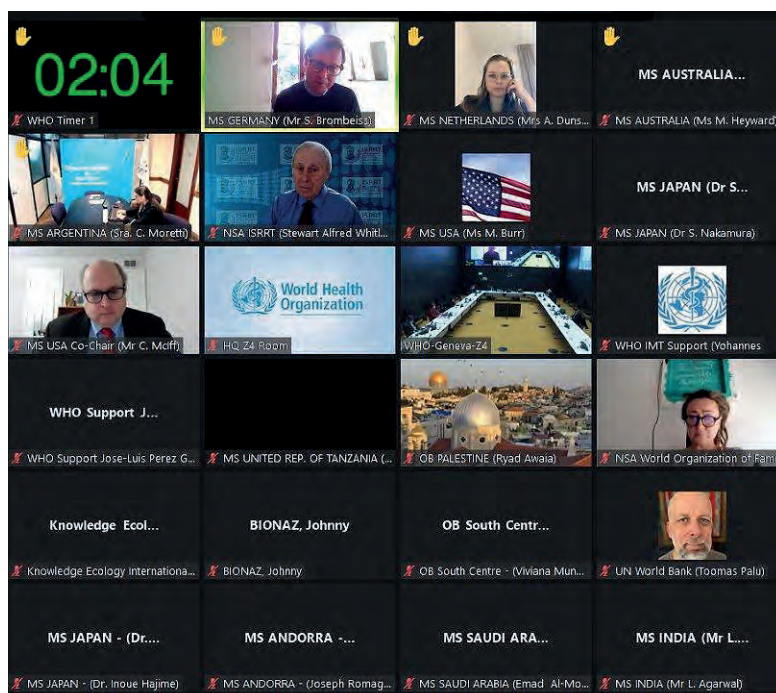 02:04
WHO Timer 1
MS GERMANY (Mr S. Brombeiss)
MS NETHERLANDS (Mrs A. Duns...
MS AUSTRALIA...
MS AUSTRALIA (Ms M. Heyward)
MS ARGENTINA (Sra. C. Moretti)
NSA ISRRT (Stewart Alfred Whitl...
MS USA (Ms M. Burr)
MS JAPAN (Dr S...
MS JAPAN (Dr S. Nakamura)
MS USA Co-Chair (Mr C. McIff)
World Health
Organization
HQ Z4 Room
WHO-Geneva-Z4
WHO IMT Support (Yohannes
WHO Support J...
WHO Support Jose-Luis Perez G...
MS UNITED REP. OF TANZANIA (...
OB PALESTINE (Ryad Awaja)
NSA World Organization of Fam
Knowledge Ecol...
Knowledge Ecology Internationa...
BIONAZ, Johnny
BIONAZ, Johnny
OB South Centr...
OB South Centre - (Viviana Mun...
UN World Bank (Toomas Palu)
MS JAPAN - (Dr....
MS JAPAN - (Dr. Inoue Hajime)
MS ANDORRA -...
MS ANDORRA - (Joseph Romag...
MS SAUDI ARA...
MS SAUDI ARABIA (Emad Al-Mo...
MS INDIA (Mr L....
MS INDIA (Mr L. Agarwal)